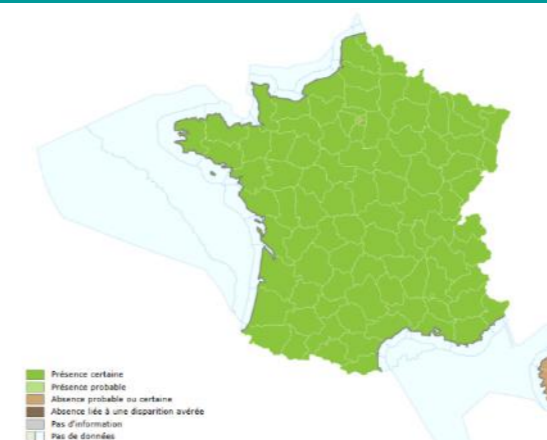 Présence certaine
Présence probable
Absence probable ou certaine
Absence liée à une disparition avérée
Pas d'information
Pas de données